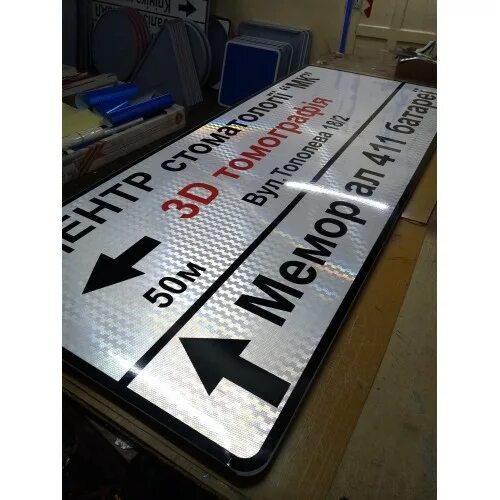 ЕНТР стоматології "МК"
3D томографія
Вул.Тополева 18/2
50м
Мемор ал 411 батареї